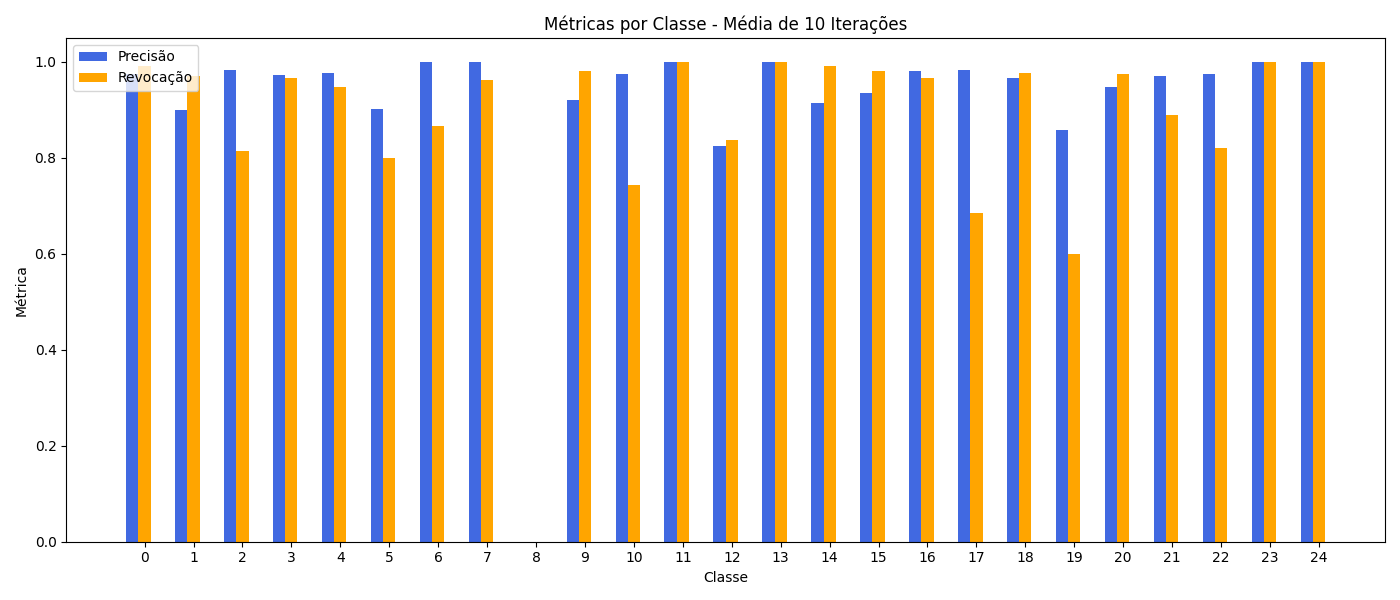 Métricas por Classe - Média de 10 Iterações
Precisão
Revocação
Métrica
1.0
0.8
0.6
0.4
0.2
0.0
0 1 2 3 4 5 6 7 8 9 10 11 12 13 14 15 16 17 18 19 20 21 22 23 24
Classe